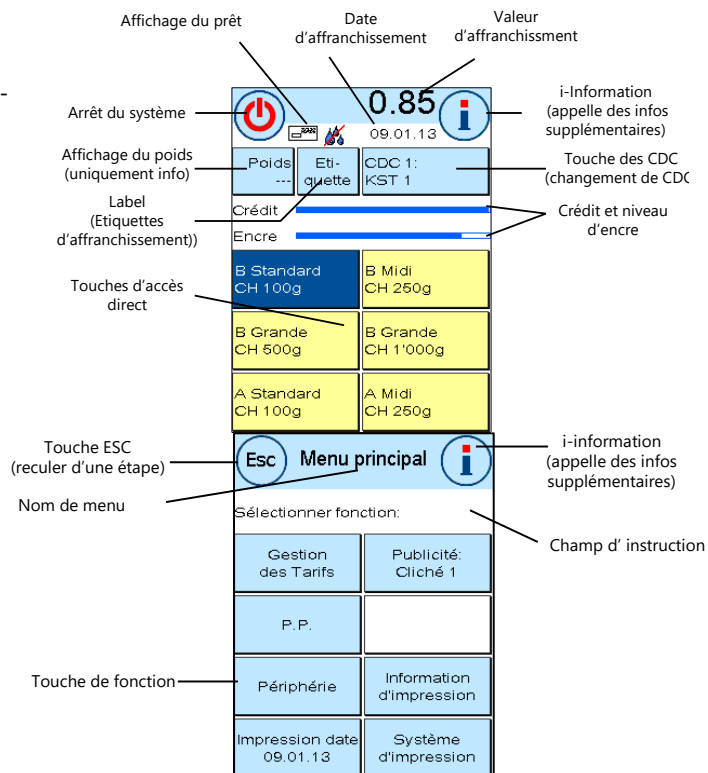 Affichage du prêt
Date
d'affranchissement
Valeur
d'affranchissment
-
Arrêt du système
0.85
09.01.13
i-Information
(appelle des infos
supplémentaires)
Affichage du poids
(uniquement info)
Poids
---
Eti-
quette
CDC 1:
KST 1
Touche des CDC
(changement de CDC
Label
(Etiquettes
d'affranchissement))
Crédit
Encre
Crédit et niveau
d'encre
Touches d'accès
direct
B Standard
CH 100g
B Midi
CH 250g
B Grande
CH 500g
B Grande
CH 1'000g
A Standard
CH 100g
A Midi
CH 250g
Touche ESC
(reculer d'une étape)
Esc
Menu principal
i
i-information
(appelle des infos
supplémentaires)
Nom de menu
Sélectionner fonction:
Champ d' instruction
Gestion
des Tarifs
Publicité:
Cliché 1
P.P.
Touche de fonction
Périphérie
Information
d'impression
Impression date
09.01.13
Système
d'impression